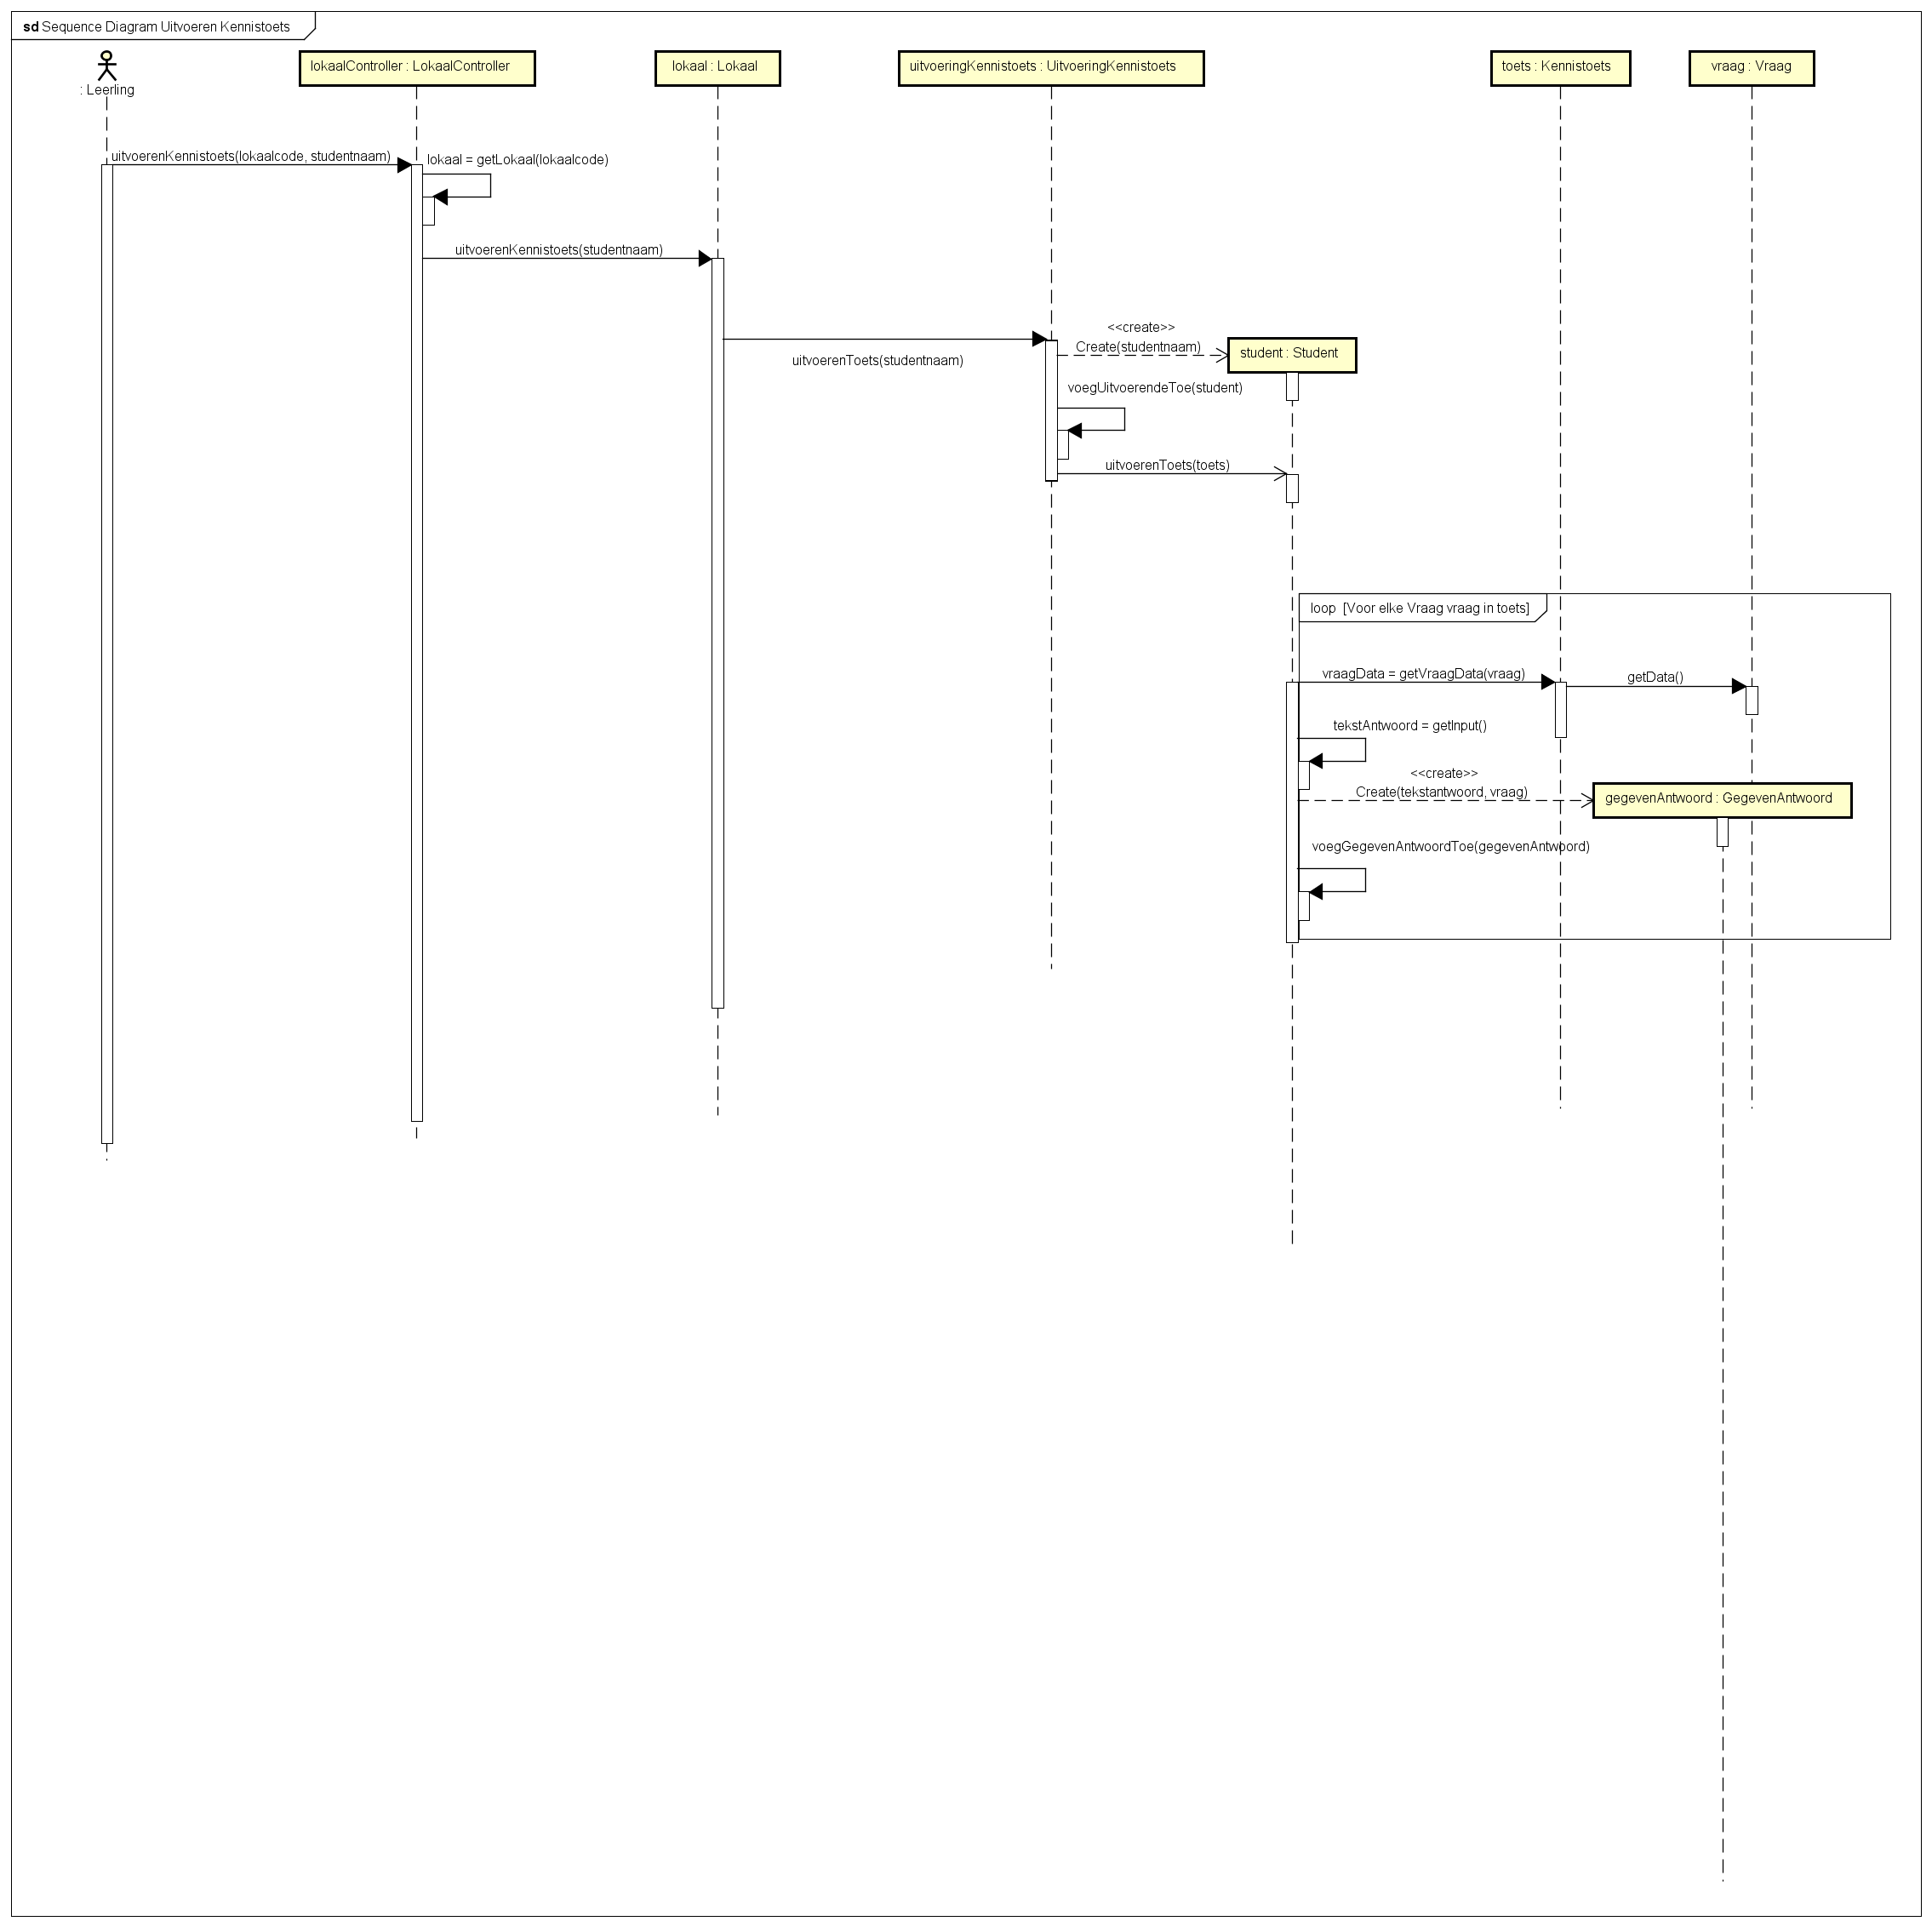 sd Sequence Diagram Uitvoeren Kennistoets
: Leerling
lokaalController : LokaalController
lokaal : Lokaal
uitvoeringKennistoets : UitvoeringKennistoets
toets : Kennistoets
vraag : Vraag
uitvoerenKennistoets(lokaalcode, studentnaam)
lokaal = getLokaal(lokaalcode)
uitvoerenKennistoets(studentnaam)
uitvoerenToets(studentnaam)
<<create>>
Create(studentnaam)
student : Student
voegUitvoerendeToe(student)
uitvoerenToets(toets)
loop [Voor elke Vraag vraag in toets]
vraagData = getVraagData(vraag)
getData()
tekstAntwoord = getInput()
<<create>>
Create(tekstantwoord, vraag)
gegevenAntwoord : GegevenAntwoord
voegGegevenAntwoordToe(gegevenAntwoord)